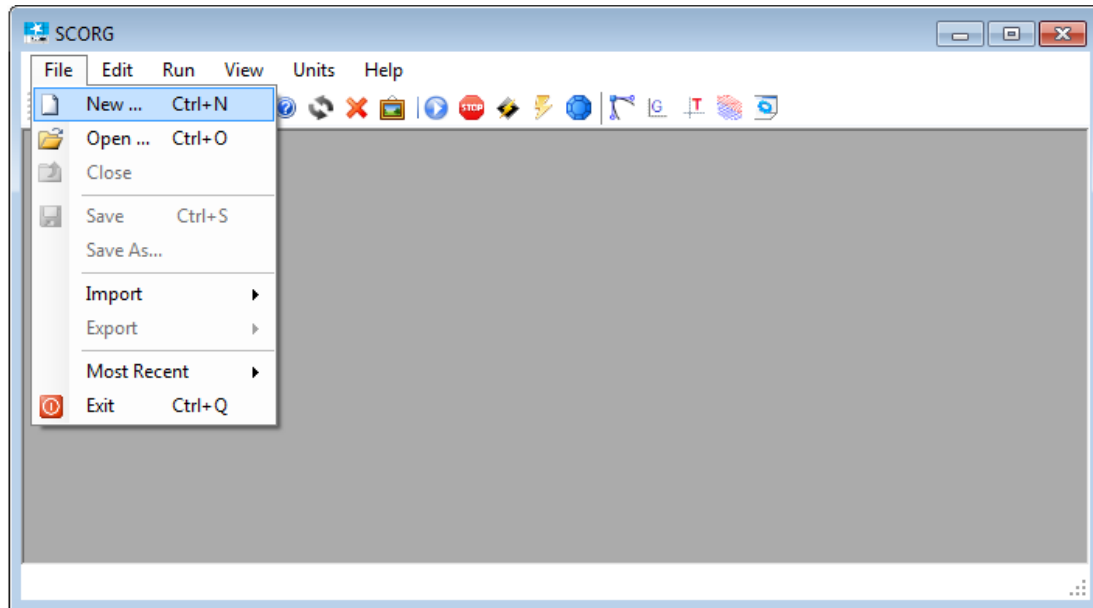 SCORG
File Edit Run View Units Help
New ... Ctrl+N
STOP G T
Open ... Ctrl+O
Close
Save Ctrl+S
Save As...
Import
Export
Most Recent
Exit Ctrl+Q